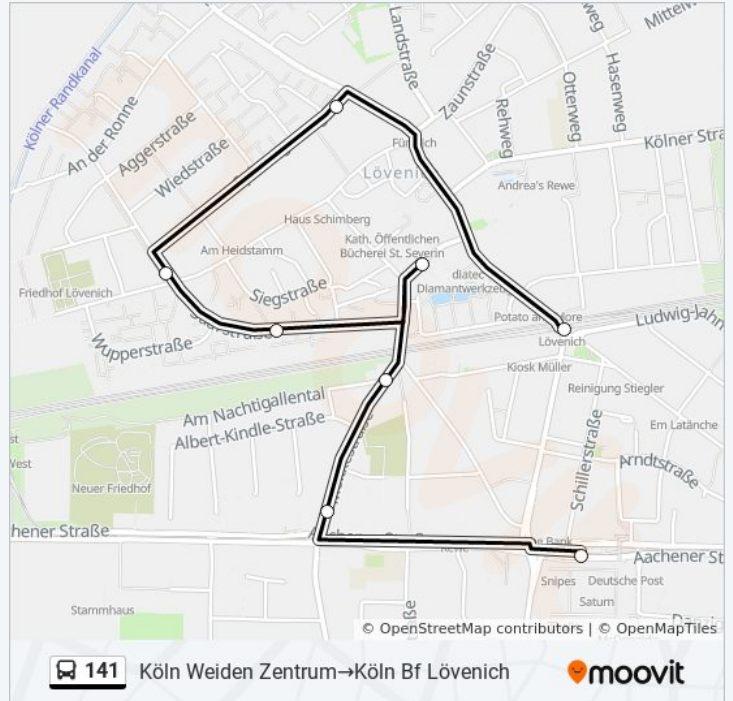 Kölner Randkanal
An der Ronne
Aggerstraße
Wiedstraße
Landstraße
Zaunstraße
Rehweg
Otterweg
Hasenweg
weg
Kölner Stra
Andrea's Rewe
Haus Schimberg
Kath. Öffentlichen
Bücherei St. Severin
Am Heidstamm
Friedhof Lövenich
Siegstraße
diatec
Wupperstraße
Lövenich
Ludwig-Jahn
Kiosk Müller
Reinigung Stiegler
Am Nachtigallental
Albert-Kindle-Straße
Em Latänche
Schillerstraße
Arndtstraße
st
West
Neuer Friedhof
hener Straße
Aachener St
Snipes
Deutsche Post
Saturn
Stammhaus
© OpenStreetMap contributors | © OpenMapTiles
141 Köln Weiden Zentrum→Köln Bf Lövenich
moovit